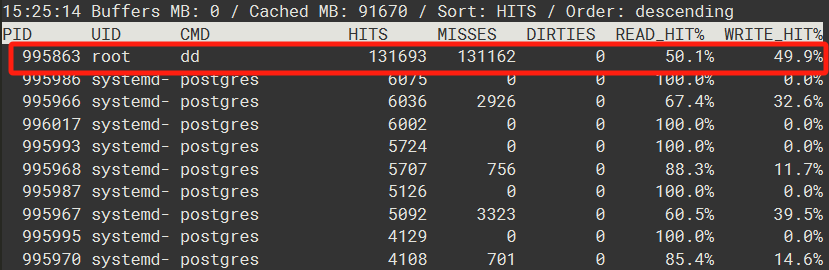 15:25:14 Buffers MB: 0 / Cached MB: 91670 / Sort: HITS / Order: descending
PID UID CMD HITS MISSES DIRTIES READ_HIT% WRITE_HIT%
995863 root dd 131693 131162 0 50.1% 49.9%
995986 systemd- postgres 6075 0 0 100.0% 0.0%
995966 systemd- postgres 6036 2926 0 67.4% 32.6%
996017 systemd- postgres 6002 0 0 100.0% 0.0%
995993 systemd- postgres 5724 0 0 100.0% 0.0%
995968 systemd- postgres 5707 756 0 88.3% 11.7%
995987 systemd- postgres 5126 0 0 100.0% 0.0%
995967 systemd- postgres 5092 3323 0 60.5% 39.5%
995995 systemd- postgres 4129 0 0 100.0% 0.0%
995970 systemd- postgres 4108 701 0 85.4% 14.6%